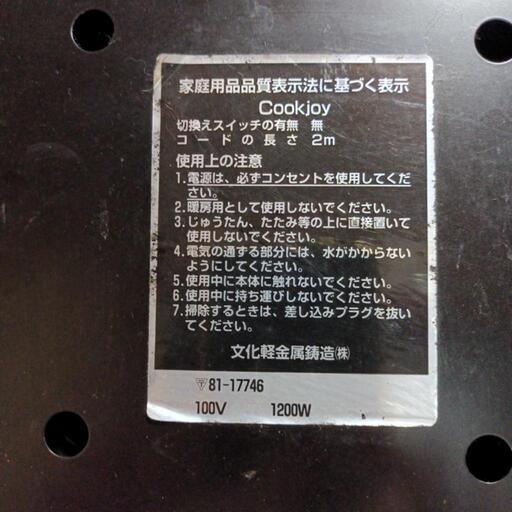 家庭用品品質表示法に基づく表示
Cookjoy
切換えスイッチの有無 無
コードの長さ 2m
使用上の注意
1.電源は、必ずコンセントを使用してくだ
さい。
2.暖房用として使用しないでください。
3.じゅうたん、たたみ等の上に直接置いて
使用しないでください。
4.電気の通ずる部分には、水がかからない
ようにしてください。
5.使用中に本体に触れないでください。
6.使用中に持ち運びしないでください。
7.掃除するときは、差し込みプラグを抜い
てください。
文化軽金属鋳造㈱
81-17746
100V 1200W